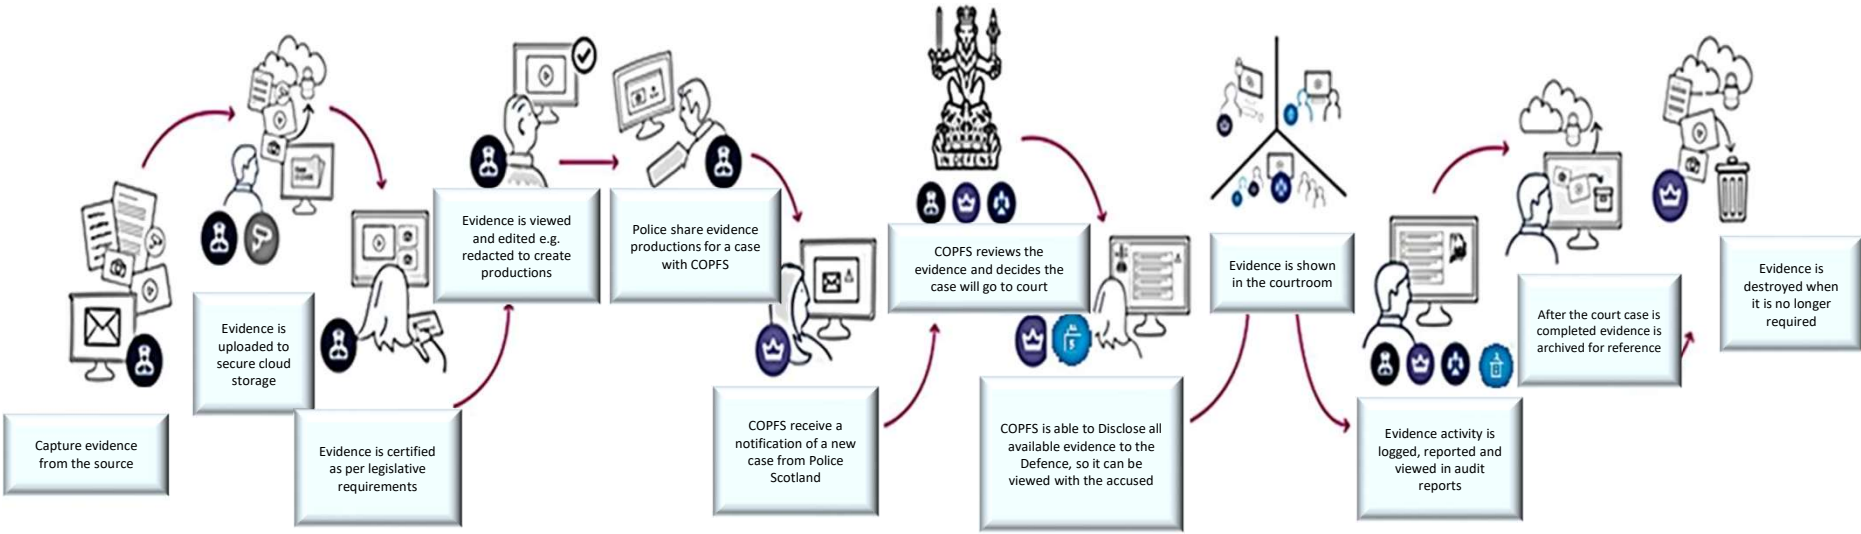 Capture evidence
from the source
Evidence is
uploaded to
secure cloud
storage
Evidence is certified
as per legislative
requirements
Evidence is viewed
and edited e.g.
redacted to create
productions
Police share evidence
productions for a case
with COPFS
COPFS receive a
notification of a new
case from Police
Scotland
IN DEFENS
COPFS reviews the
evidence and decides the
case will go to court
COPFS is able to Disclose all
available evidence to the
Defence, so it can be
viewed with the accused
Evidence is shown
in the courtroom
Evidence activity is
logged, reported and
viewed in audit
reports
After the court case is
completed evidence is
archived for reference
Evidence is
destroyed when
it is no longer
required